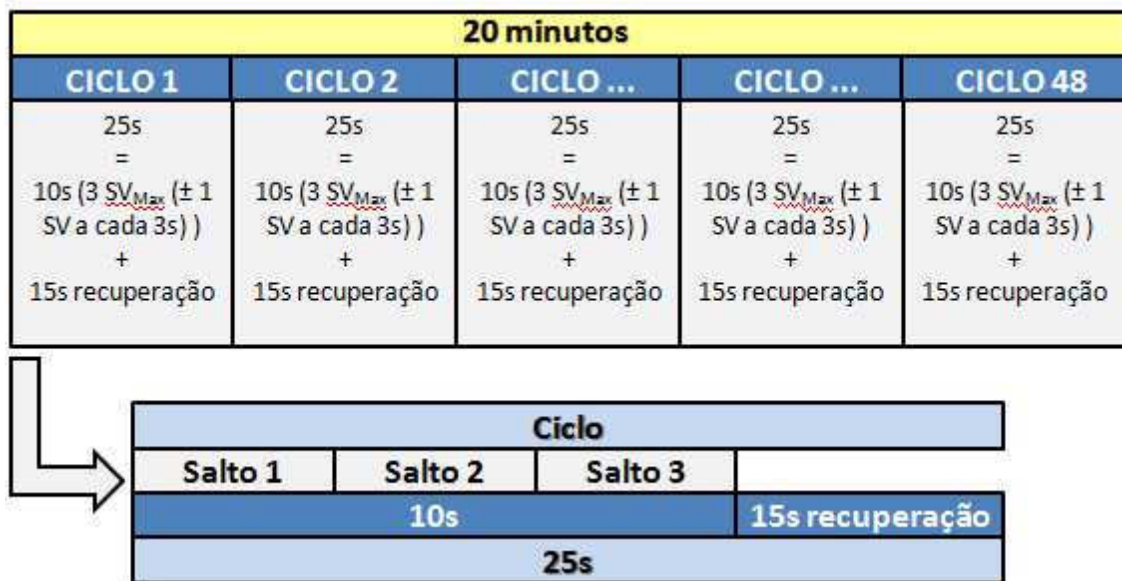 20 minutos
CICLO 1 CICLO 2 CICLO ... CICLO ... CICLO 48
25s 25s 25s 25s 25s
= = = = =
10s (3 SVMax (± 1 10s (3 SVMax (± 1 10s (3 SVMax (± 1 10s (3 SVMax (± 1 10s (3 SVMax (± 1
SV a cada 3s) ) SV a cada 3s) ) SV a cada 3s) ) SV a cada 3s) ) SV a cada 3s) )
+ + + + +
15s recuperação 15s recuperação 15s recuperação 15s recuperação 15s recuperação
Ciclo
Salto 1 Salto 2 Salto 3
10s 15s recuperação
25s